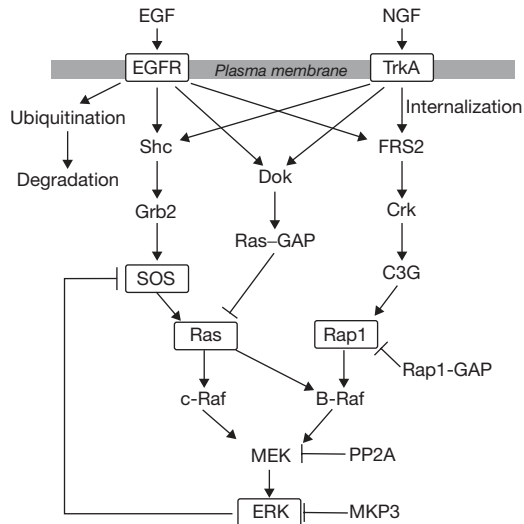 EGF
NGF
EGFR
Plasma membrane
TrkA
Ubiquitination
Internalization
Shc
FRS2
Degradation
Dok
Grb2
Crk
Ras–GAP
SOS
C3G
Ras
Rap1
Rap1-GAP
c-Raf
B-Raf
MEK
PP2A
ERK
MKP3